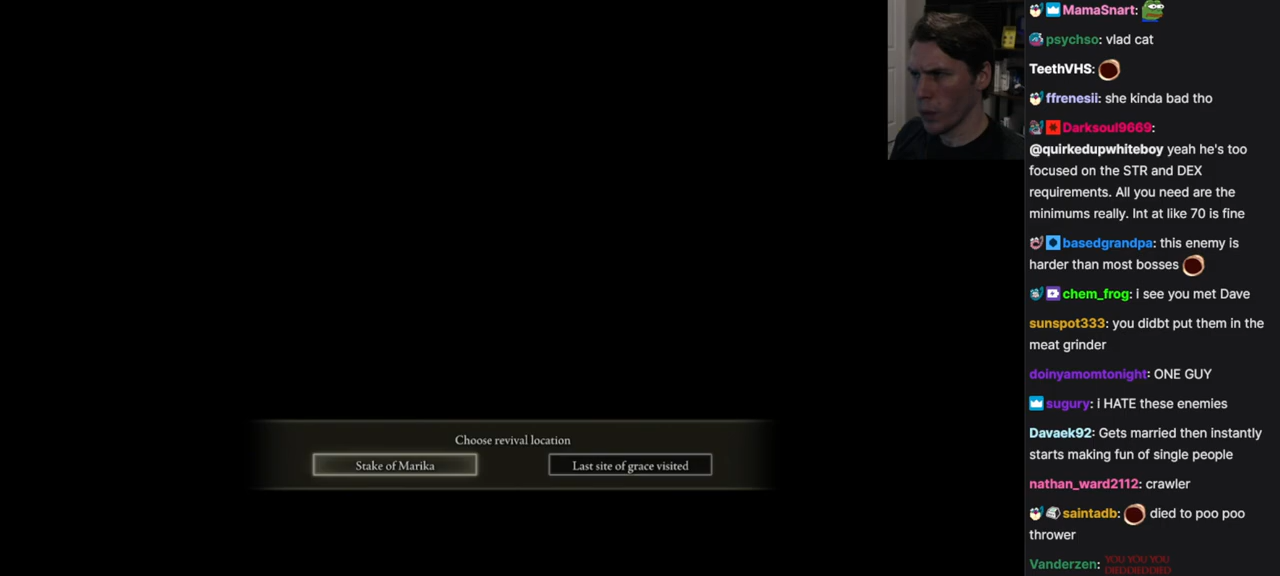 Choose revival location
Stake of Marika
Last site of grace visited
MamaSnart:
psychso: vlad cat
TeethVHS:
ffrenesii: she kinda bad tho
Darksoul9669:
@quirkedupwhiteboy yeah he's too
focused on the STR and DEX
requirements. All you need are the
minimums really. Int at like 70 is fine
basedgrandpa: this enemy is
harder than most bosses
chem_frog: i see you met Dave
sunspot333: you didbt put them in the
meat grinder
doinyamomtonight: ONE GUY
sugury: i HATE these enemies
Davaek92: Gets married then instantly
starts making fun of single people
nathan_ward2112: crawler
saintadb: died to poo poo
thrower
Vanderzen: YOU YOU YOU
DIEDDIEDDIED